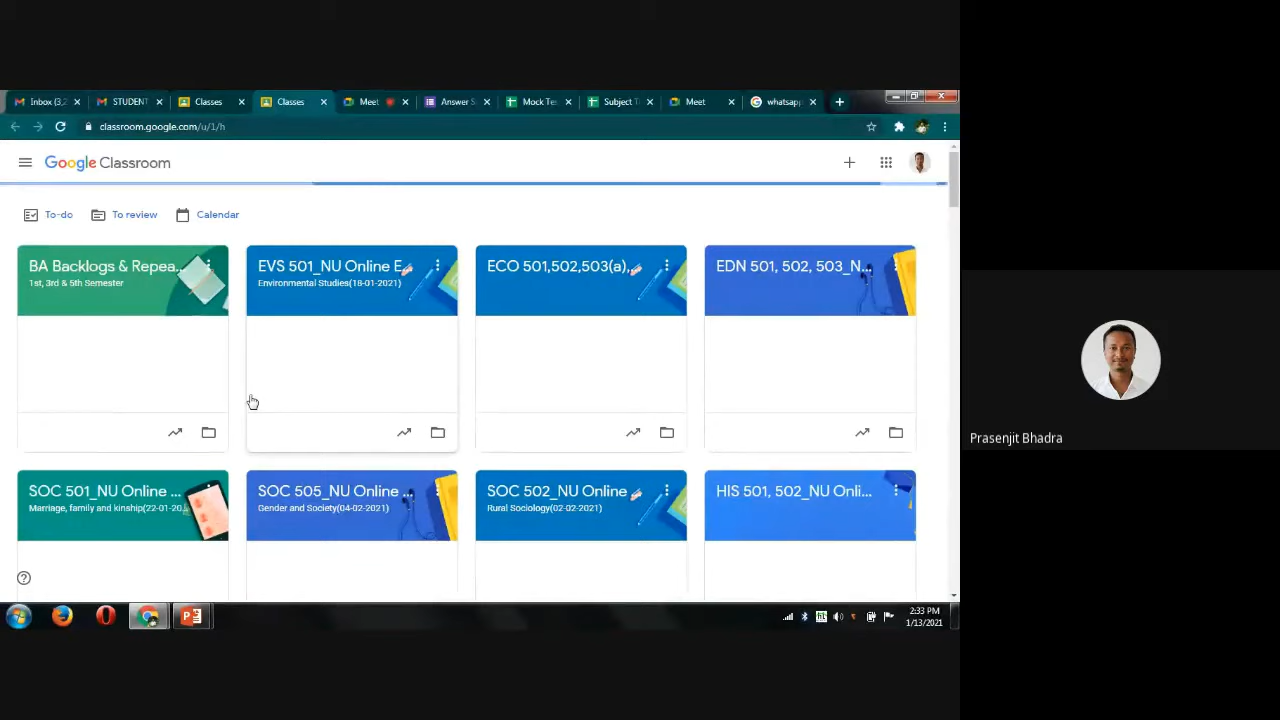 Inbox (3,2
STUDENT
Classes
Classes
Meet
Answer S
Mock Te
Subject T
Meet
whatsapp
classroom.google.com/u/1/h
Google Classroom
To-do
To review
Calendar
BA Backlogs & Repea...
1st, 3rd & 5th Semester
EVS 501_NU Online E...
Environmental Studies(18-01-2021)
ECO 501,502,503(a),...
EDN 501, 502, 503_N...
SOC 501_NU Online ...
Marriage, family and kinship(22-01-20...
SOC 505_NU Online ...
Gender and Society(04-02-2021)
SOC 502_NU Online
Rural Sociology(02-02-2021)
HIS 501, 502_NU Onli...
2:33 PM
1/13/2021
Prasenjit Bhadra